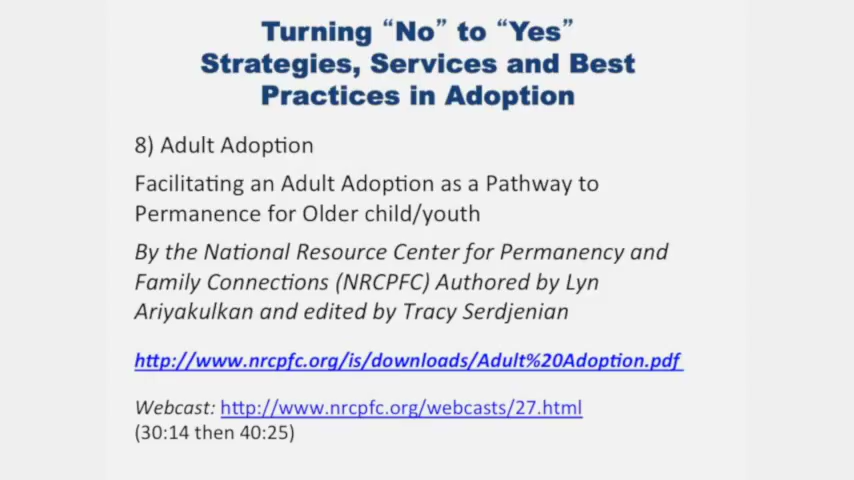 Turning “No” to “Yes”
Strategies, Services and Best
Practices in Adoption
8) Adult Adoption
Facilitating an Adult Adoption as a Pathway to
Permanence for Older child/youth
By the National Resource Center for Permanency and
Family Connections (NRCPFC) Authored by Lyn
Ariyakulkan and edited by Tracy Serdjenian
http://www.nrcpfc.org/is/downloads/Adult%20Adoption.pdf
Webcast: http://www.nrcpfc.org/webcasts/27.html
(30:14 then 40:25)